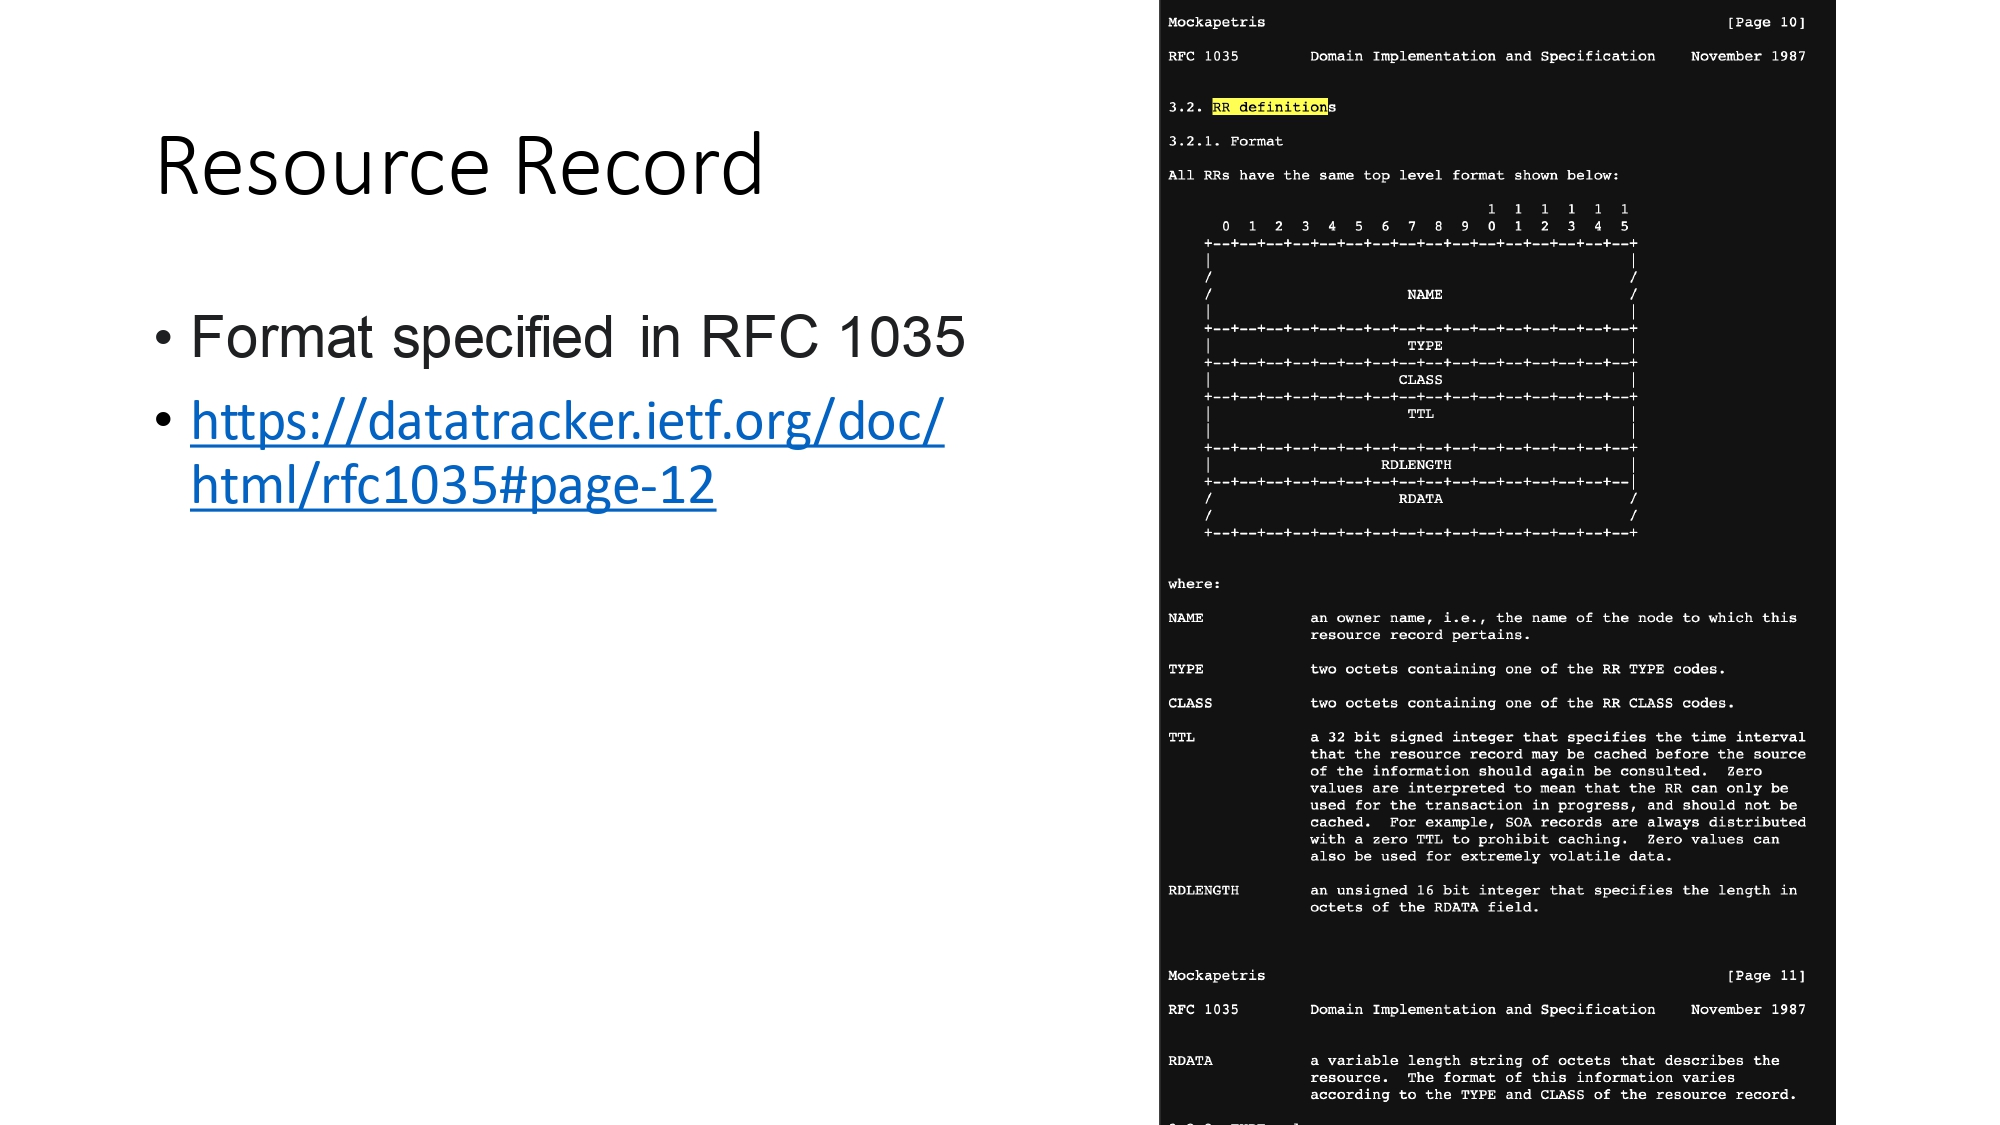 Resource Record
• Format specified in RFC 1035
• https://datatracker.ietf.org/doc/
html/rfc1035#page-12
Mockapetris [Page 10]
RFC 1035 Domain Implementation and Specification November 1987
3.2. RR definitions
3.2.1. Format
All RRs have the same top level format shown below:
1 1 1 1 1 1
0 1 2 3 4 5 6 7 8 9 0 1 2 3 4 5
+--+--+--+--+--+--+--+--+--+--+--+--+--+--+--+--+
| |
/ /
/ NAME /
| |
+--+--+--+--+--+--+--+--+--+--+--+--+--+--+--+--+
| TYPE |
+--+--+--+--+--+--+--+--+--+--+--+--+--+--+--+--+
| CLASS |
+--+--+--+--+--+--+--+--+--+--+--+--+--+--+--+--+
| TTL |
| |
+--+--+--+--+--+--+--+--+--+--+--+--+--+--+--+--+
| RDLENGTH |
+--+--+--+--+--+--+--+--+--+--+--+--+--+--+--+--|
/ RDATA /
/ /
+--+--+--+--+--+--+--+--+--+--+--+--+--+--+--+--+
where:
NAME an owner name, i.e., the name of the node to which this
resource record pertains.
TYPE two octets containing one of the RR TYPE codes.
CLASS two octets containing one of the RR CLASS codes.
TTL a 32 bit signed integer that specifies the time interval
that the resource record may be cached before the source
of the information should again be consulted. Zero
values are interpreted to mean that the RR can only be
used for the transaction in progress, and should not be
cached. For example, SOA records are always distributed
with a zero TTL to prohibit caching. Zero values can
also be used for extremely volatile data.
RDLENGTH an unsigned 16 bit integer that specifies the length in
octets of the RDATA field.
Mockapetris [Page 11]
RFC 1035 Domain Implementation and Specification November 1987
RDATA a variable length string of octets that describes the
resource. The format of this information varies
according to the TYPE and CLASS of the resource record.